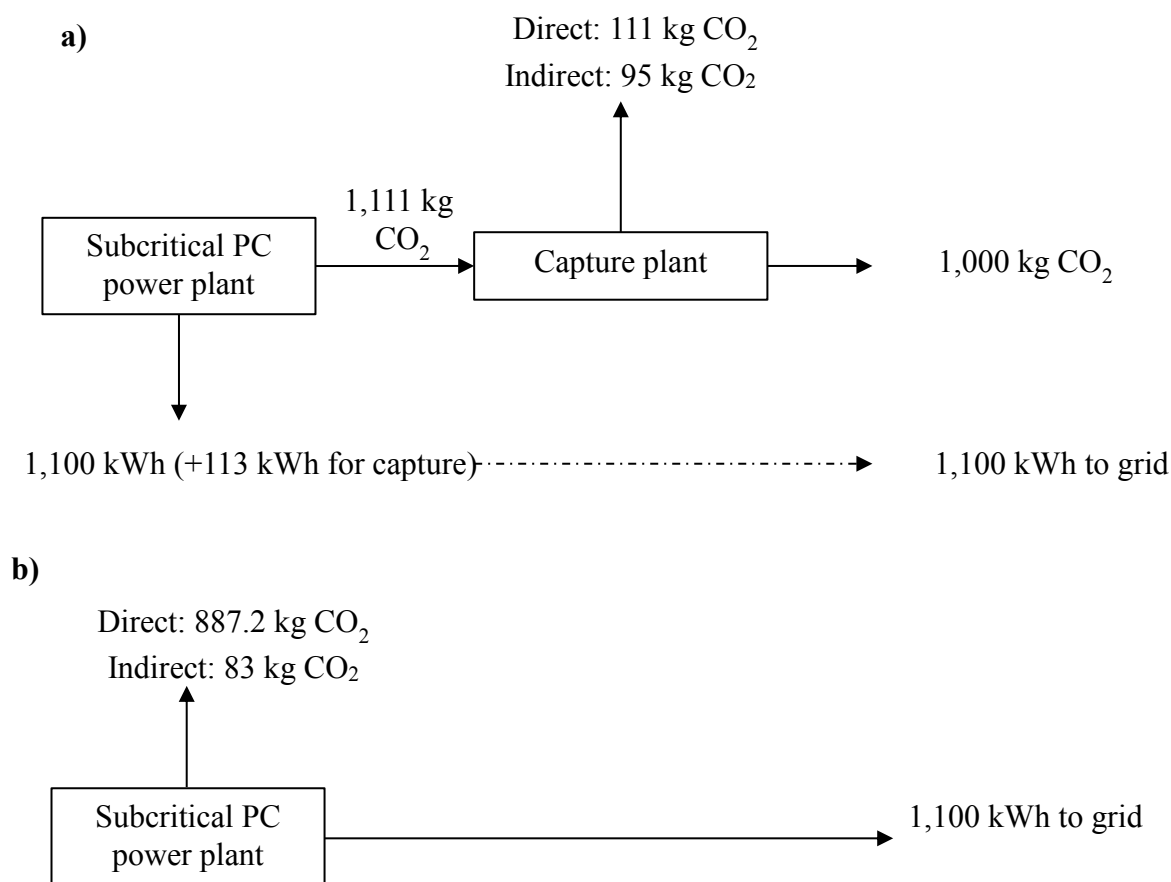 a)
Direct: 111 kg CO₂
Indirect: 95 kg CO₂
1,111 kg
CO₂
Subcritical PC
power plant
Capture plant
1,000 kg CO₂
1,100 kWh (+113 kWh for capture)
1,100 kWh to grid
b)
Direct: 887.2 kg CO₂
Indirect: 83 kg CO₂
Subcritical PC
power plant
1,100 kWh to grid